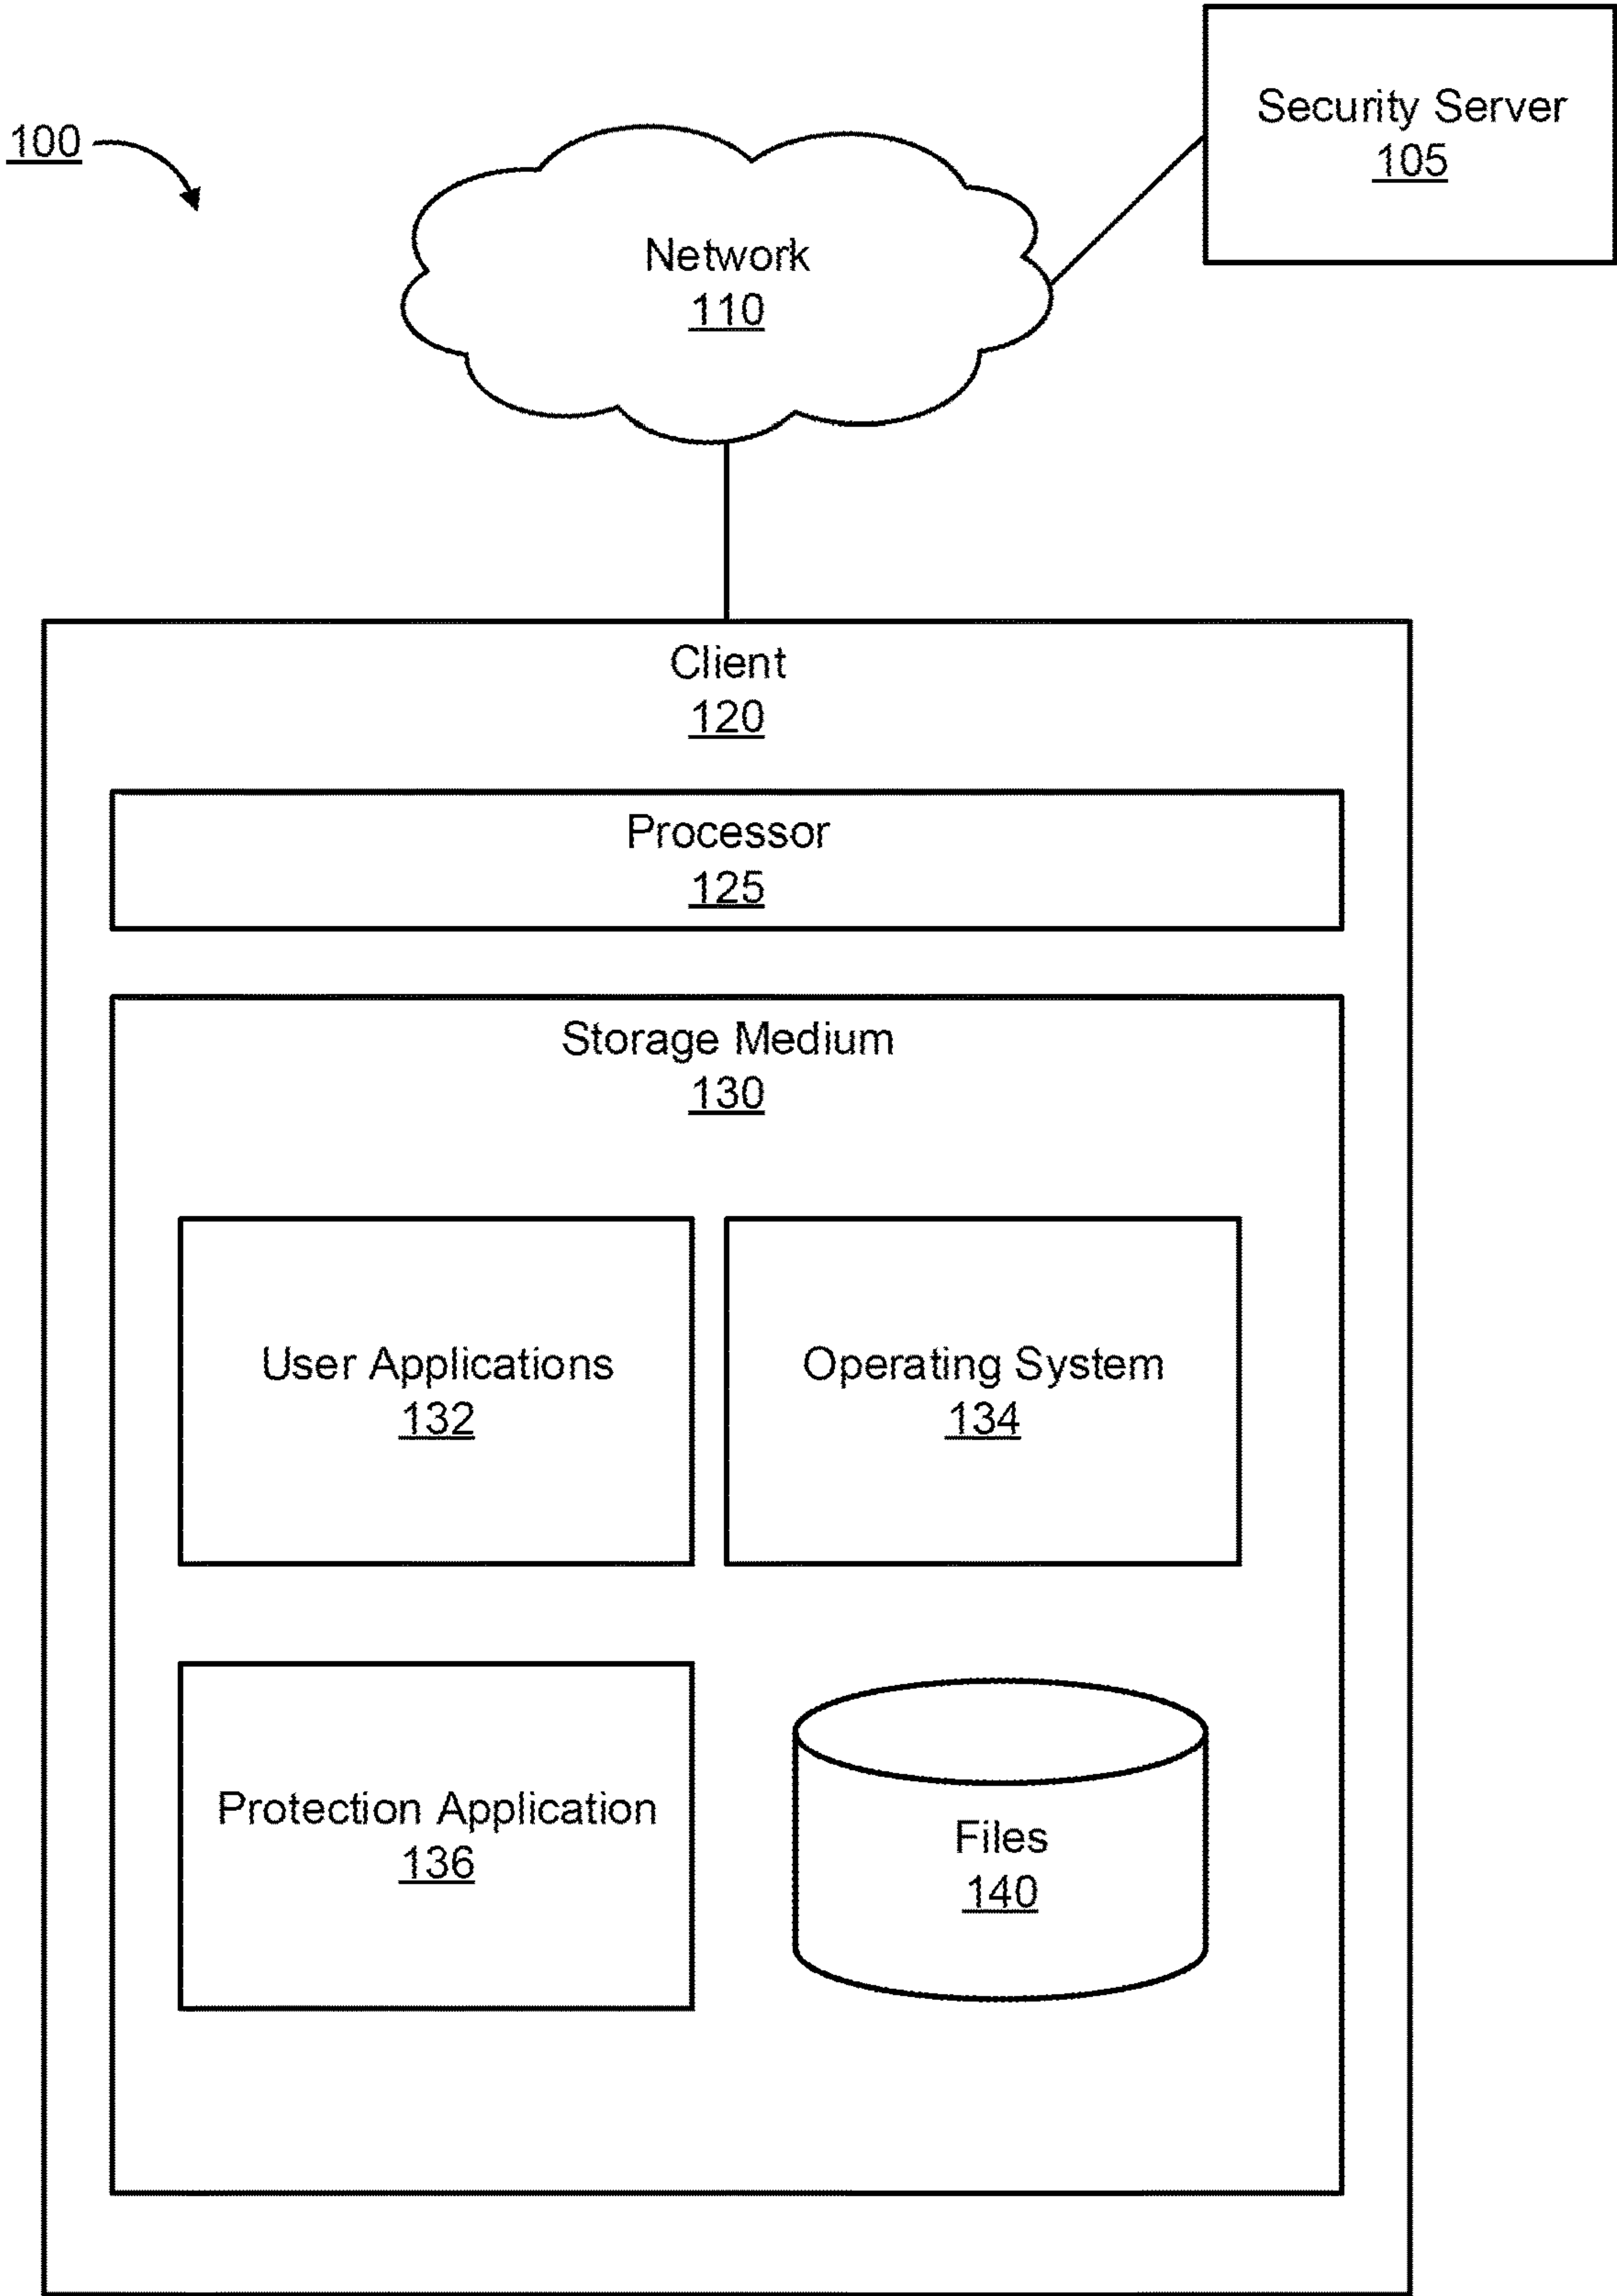 Security Server
105
100
Network
110
Client
120
Processor
125
Storage Medium
130
User Applications
132
Operating System
134
Protection Application
136
Files
140